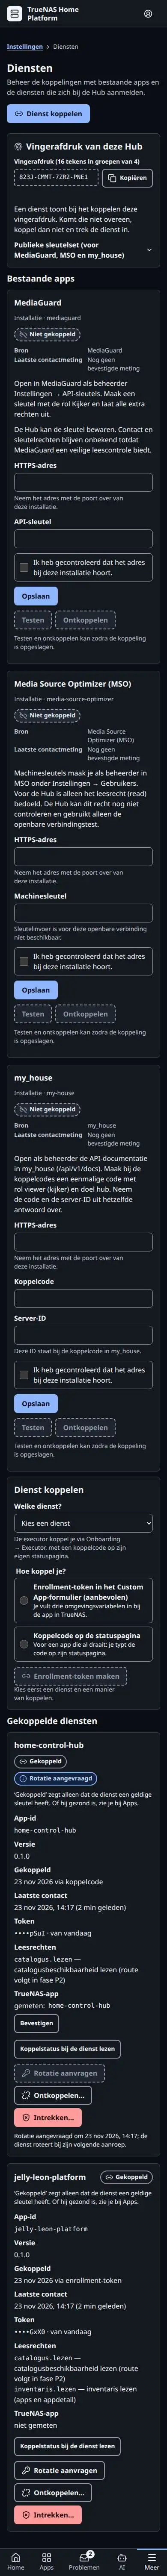 TrueNAS Home
Platform
Instellingen > Diensten
Diensten
Beheer de koppelingen met bestaande apps en
de diensten die zich bij de Hub aanmelden.
Dienst koppelen
Vingerafdruk van deze Hub
Vingerafdruk (16 tekens in groepen van 4)
Kopiëren
Een dienst toont bij het koppelen deze
vingerafdruk. Komt die niet overeen,
koppel dan niet en trek de dienst in.
Publieke sleutelset (voor
MediaGuard, MSO en my_house)
Bestaande apps
MediaGuard
Installatie · mediaguard
Niet gekoppeld
Bron MediaGuard
Laatste contactmeting Nog geen
bevestigde meting
Open in MediaGuard als beheerder
Instellingen → API-sleutels. Maak een
sleutel met de rol Kijker en laat alle extra
rechten uit.
De Hub kan de sleutel bewaren. Contact en
sleutelrechten blijven onbekend totdat
MediaGuard een veilige leescontrole biedt.
HTTPS-adres
Neem het adres met de poort over van
deze installatie.
API-sleutel
Ik heb gecontroleerd dat het adres
bij deze installatie hoort.
Opslaan
Testen Ontkoppelen
Testen en ontkoppelen kan zodra de koppeling
is opgeslagen.
Media Source Optimizer (MSO)
Installatie · media-source-optimizer
Niet gekoppeld
Bron Media Source
Optimizer (MSO)
Laatste contactmeting Nog geen
bevestigde meting
Machinesleutels maak je als beheerder in
MSO onder Instellingen → Gebruikers.
Voor de Hub is alleen leesrecht (read)
bedoeld. De Hub kan dit recht nog niet
controleren en gebruikt alleen de
openbare verbindingstest.
HTTPS-adres
Neem het adres met de poort over van
deze installatie.
Machinesleutel
Sleutelinvoer is voor deze openbare verbinding
niet beschikbaar.
Ik heb gecontroleerd dat het adres
bij deze installatie hoort.
Opslaan
Testen Ontkoppelen
Testen en ontkoppelen kan zodra de koppeling
is opgeslagen.
my_house
Installatie · my-house
Niet gekoppeld
Bron my_house
Laatste contactmeting Nog geen
bevestigde meting
Open als beheerder de API-documentatie
in my_house (/api/v1/docs). Maak bij de
koppelcodes een eenmalige code met
rol viewer (kijker) en doel hub. Neem
de code en de server-ID uit hetzelfde
antwoord over.
HTTPS-adres
Neem het adres met de poort over van
deze installatie.
Koppelcode
Server-ID
Deze ID staat bij de koppelcode in my_house.
Ik heb gecontroleerd dat het adres
bij deze installatie hoort.
Opslaan
Testen Ontkoppelen
Testen en ontkoppelen kan zodra de koppeling
is opgeslagen.
Dienst koppelen
Welke dienst?
Kies een dienst
De executor koppel je via Onboarding
→ Executor, met een koppelcode op zijn
eigen statuspagina.
Hoe koppel je?
Enrollment-token in het Custom
App-formulier (aanbevolen)
Je vult drie omgevingsvariabelen in bij
de app in TrueNAS.
Koppelcode op de statuspagina
Voor een app die al draait: je typt de
code op zijn statuspagina.
Enrollment-token maken
Kies eerst een dienst en een manier
van koppelen.
Gekoppelde diensten
home-control-hub
Gekoppeld
Rotatie aangevraagd
'Gekoppeld' zegt alleen dat de dienst een geldige
sleutel heeft. Of hij gezond is, zie je bij Apps.
App-id
home-control-hub
Versie
0.1.0
Gekoppeld
23 nov 2026 via koppelcode
Laatste contact
23 nov 2026, 14:17 (2 min geleden)
Token
••••pSuI · van vandaag
Leesrechten
catalogus.lezen —
catalogusbeschikbaarheid lezen (route
volgt in fase P2)
TrueNAS-app
gemeten: home-control-hub
Bevestigen
Koppelstatus bij de dienst lezen
Rotatie aanvragen
Ontkoppelen...
Intrekken...
Rotatie aangevraagd om 23 nov 2026, 14:17; de
dienst roteert bij zijn volgende aanroep.
jelly-leon-platform Gekoppeld
'Gekoppeld' zegt alleen dat de dienst een geldige
sleutel heeft. Of hij gezond is, zie je bij Apps.
App-id
jelly-leon-platform
Versie
0.1.0
Gekoppeld
23 nov 2026 via enrollment-token
Laatste contact
23 nov 2026, 14:17 (2 min geleden)
Token
••••GxX0 · van vandaag
Leesrechten
catalogus.lezen —
catalogusbeschikbaarheid lezen (route
volgt in fase P2)
inventaris.lezen — inventaris lezen
(apps en appdetail)
TrueNAS-app
niet gemeten
Koppelstatus bij de dienst lezen
Rotatie aanvragen
Ontkoppelen...
Intrekken...
2
Home Apps Problemen AI Meer